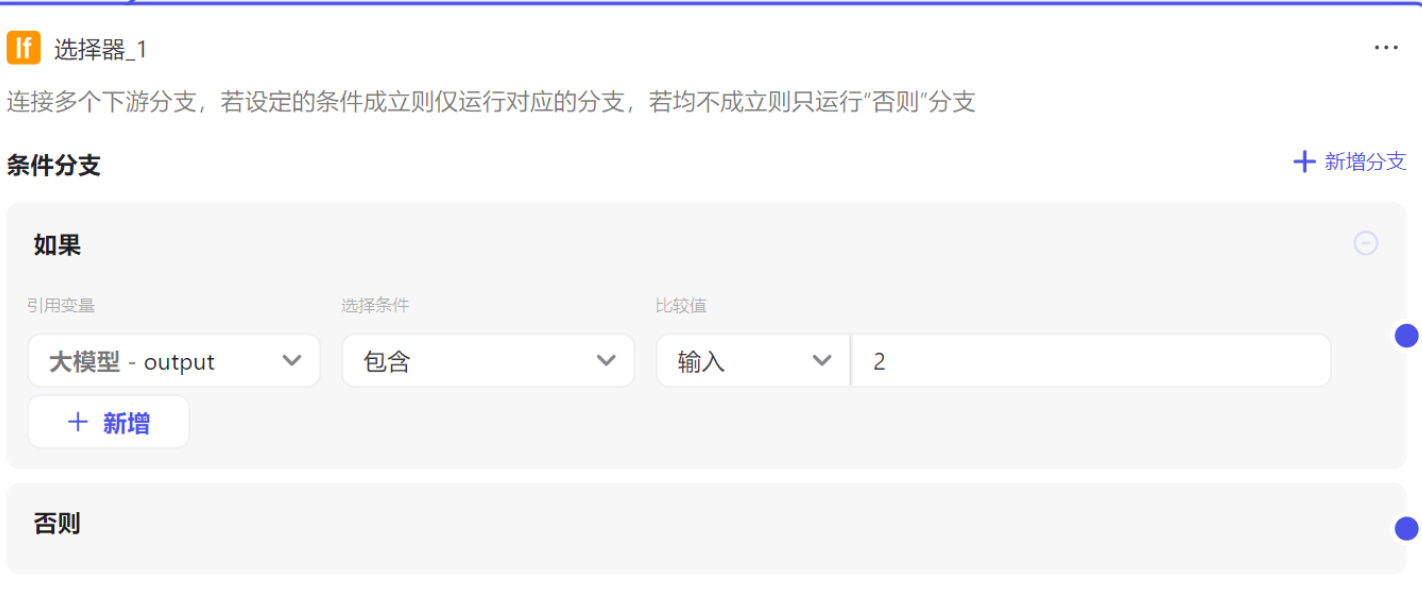 If 选择器_1
连接多个下游分支，若设定的条件成立则仅运行对应的分支，若均不成立则只运行“否则”分支
条件分支 + 新增分支
如果
引用变量 选择条件 比较值
大模型 - output 包含 输入 2
+ 新增
否则